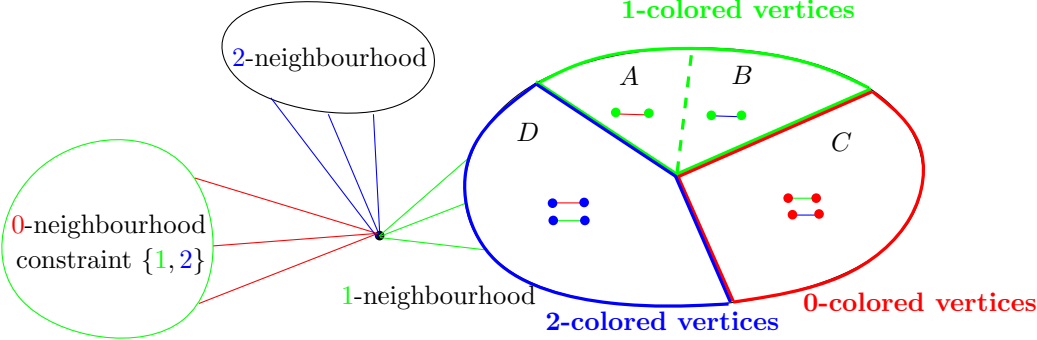 1-colored vertices
2-neighbourhood
A
B
D
C
0-neighbourhood
constraint {1, 2}
1-neighbourhood
0-colored vertices
2-colored vertices